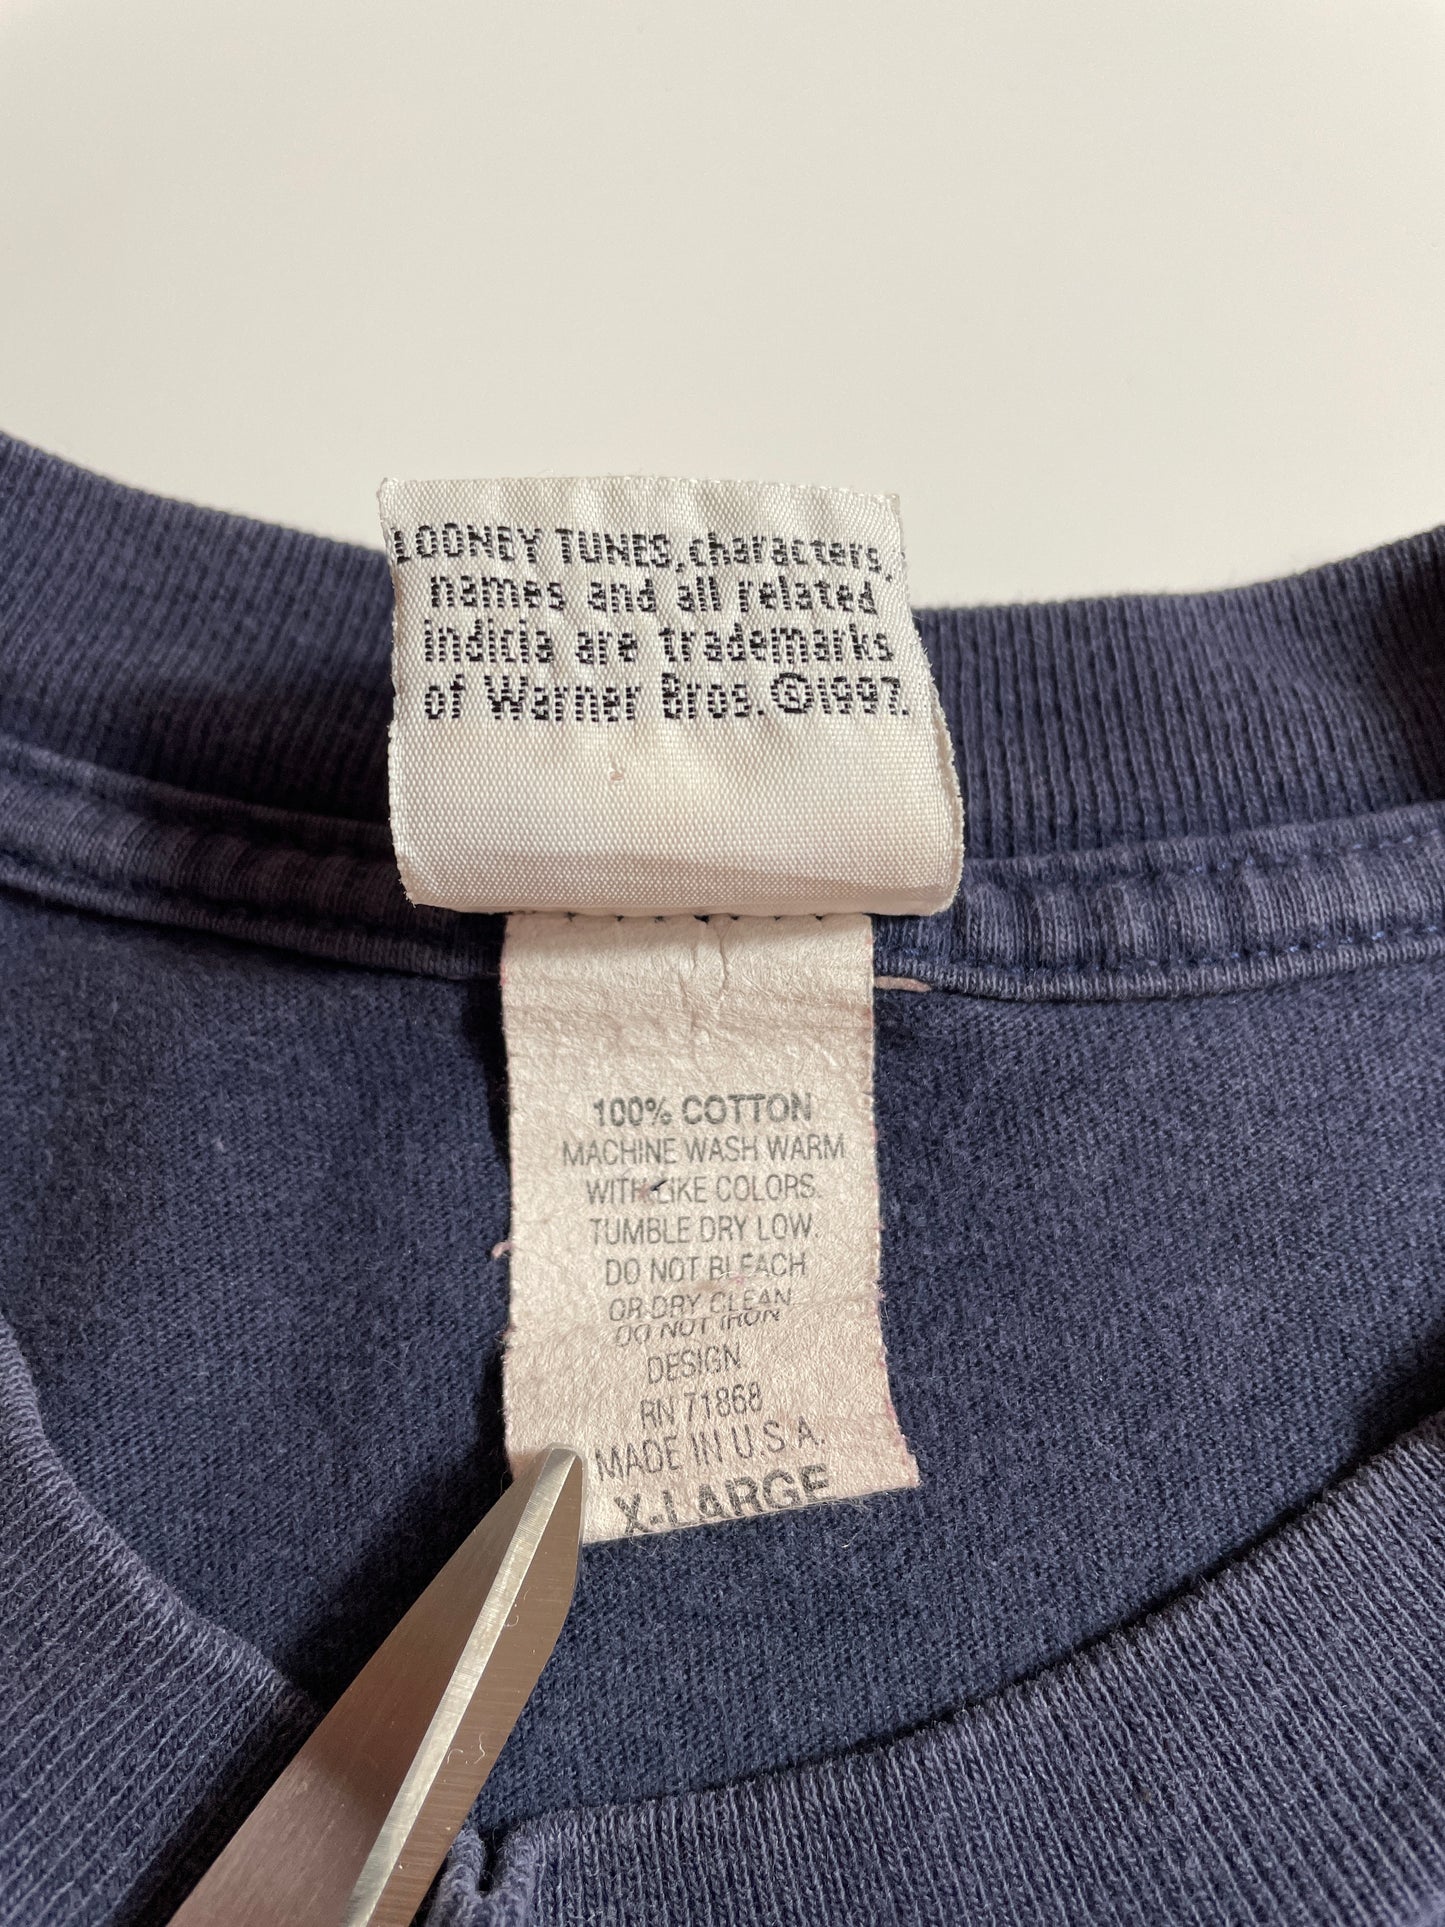 LOONEY TUNES, characters,
names and all related
indicia are trademarks
of Warner Bros. ©1997.
100% COTTON
MACHINE WASH WARM
WITH LIKE COLORS.
TUMBLE DRY LOW.
DO NOT BLEACH
OR DRY CLEAN
DO NOT IRON
DESIGN.
RN 71868
MADE IN U.S.A.
X-LARGE